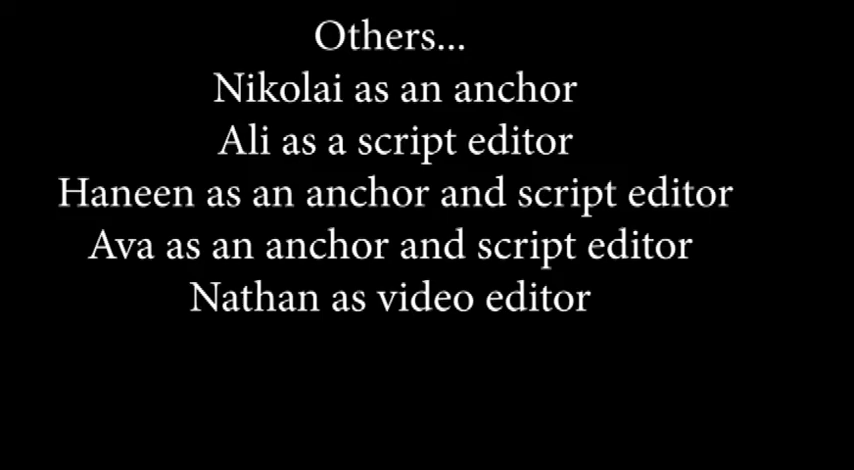 Others...
Nikolai as an anchor
Ali as a script editor
Haneen as an anchor and script editor
Ava as an anchor and script editor
Nathan as video editor